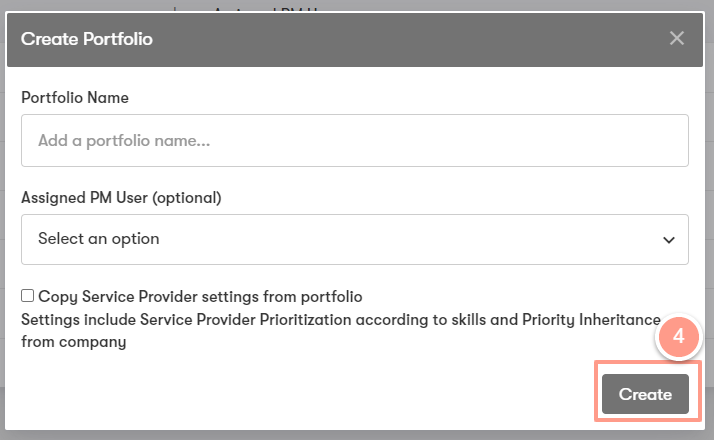 Create Portfolio
Portfolio Name
Add a portfolio name...
Assigned PM User (optional)
Select an option
Copy Service Provider settings from portfolio
Settings include Service Provider Prioritization according to skills and Priority Inheritance
from company
4
Create